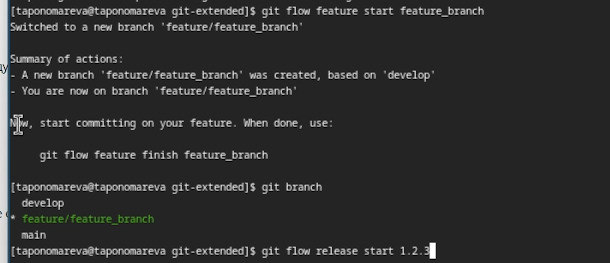 [taponomareva@taponomareva git-extended]$ git flow feature start feature_branch
Switched to a new branch 'feature/feature_branch'
Summary of actions:
- A new branch 'feature/feature_branch' was created, based on 'develop'
- You are now on branch 'feature/feature_branch'
Now, start committing on your feature. When done, use:
git flow feature finish feature_branch
[taponomareva@taponomareva git-extended]$ git branch
develop
* feature/feature_branch
main
[taponomareva@taponomareva git-extended]$ git flow release start 1.2.3